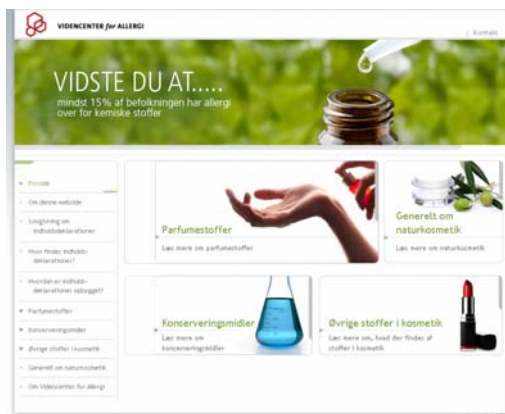 VIDENCENTER for ALLERGI
Kontakt
VIDSTE DU AT.....
mindst 15% af befolkningen har allergi
over for kemiske stoffer
Forside
Om denne webside
Lovgivning om
indholdsdeklarationer
Hvor findes indholds-
deklarationer?
Hvordan er indholds-
deklarationer opbygget?
Parfumestoffer
Konserveringsmidler
Øvrige stoffer i kosmetik
Generelt om naturkosmetik
Om Videncenter for Allergi
Parfumestoffer
Læs mere om parfumestoffer
Generelt om
naturkosmetik
Læs mere om naturkosmetik
Konserveringsmidler
Læs mere om
konserveringsmidler
Øvrige stoffer i kosmetik
Læs mere om, hvad der findes af
stoffer i kosmetik